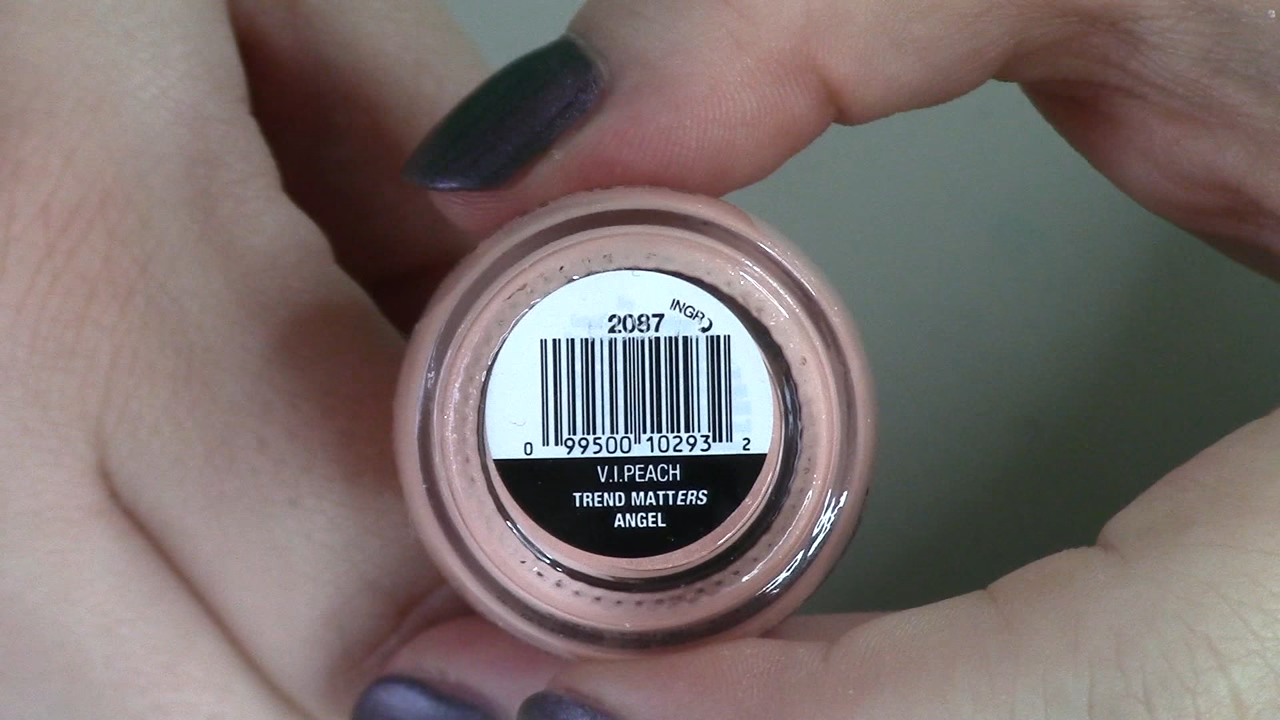 INGR
2087
0 99500 10293 2
V.I.PEACH
TREND MATTERS
ANGEL